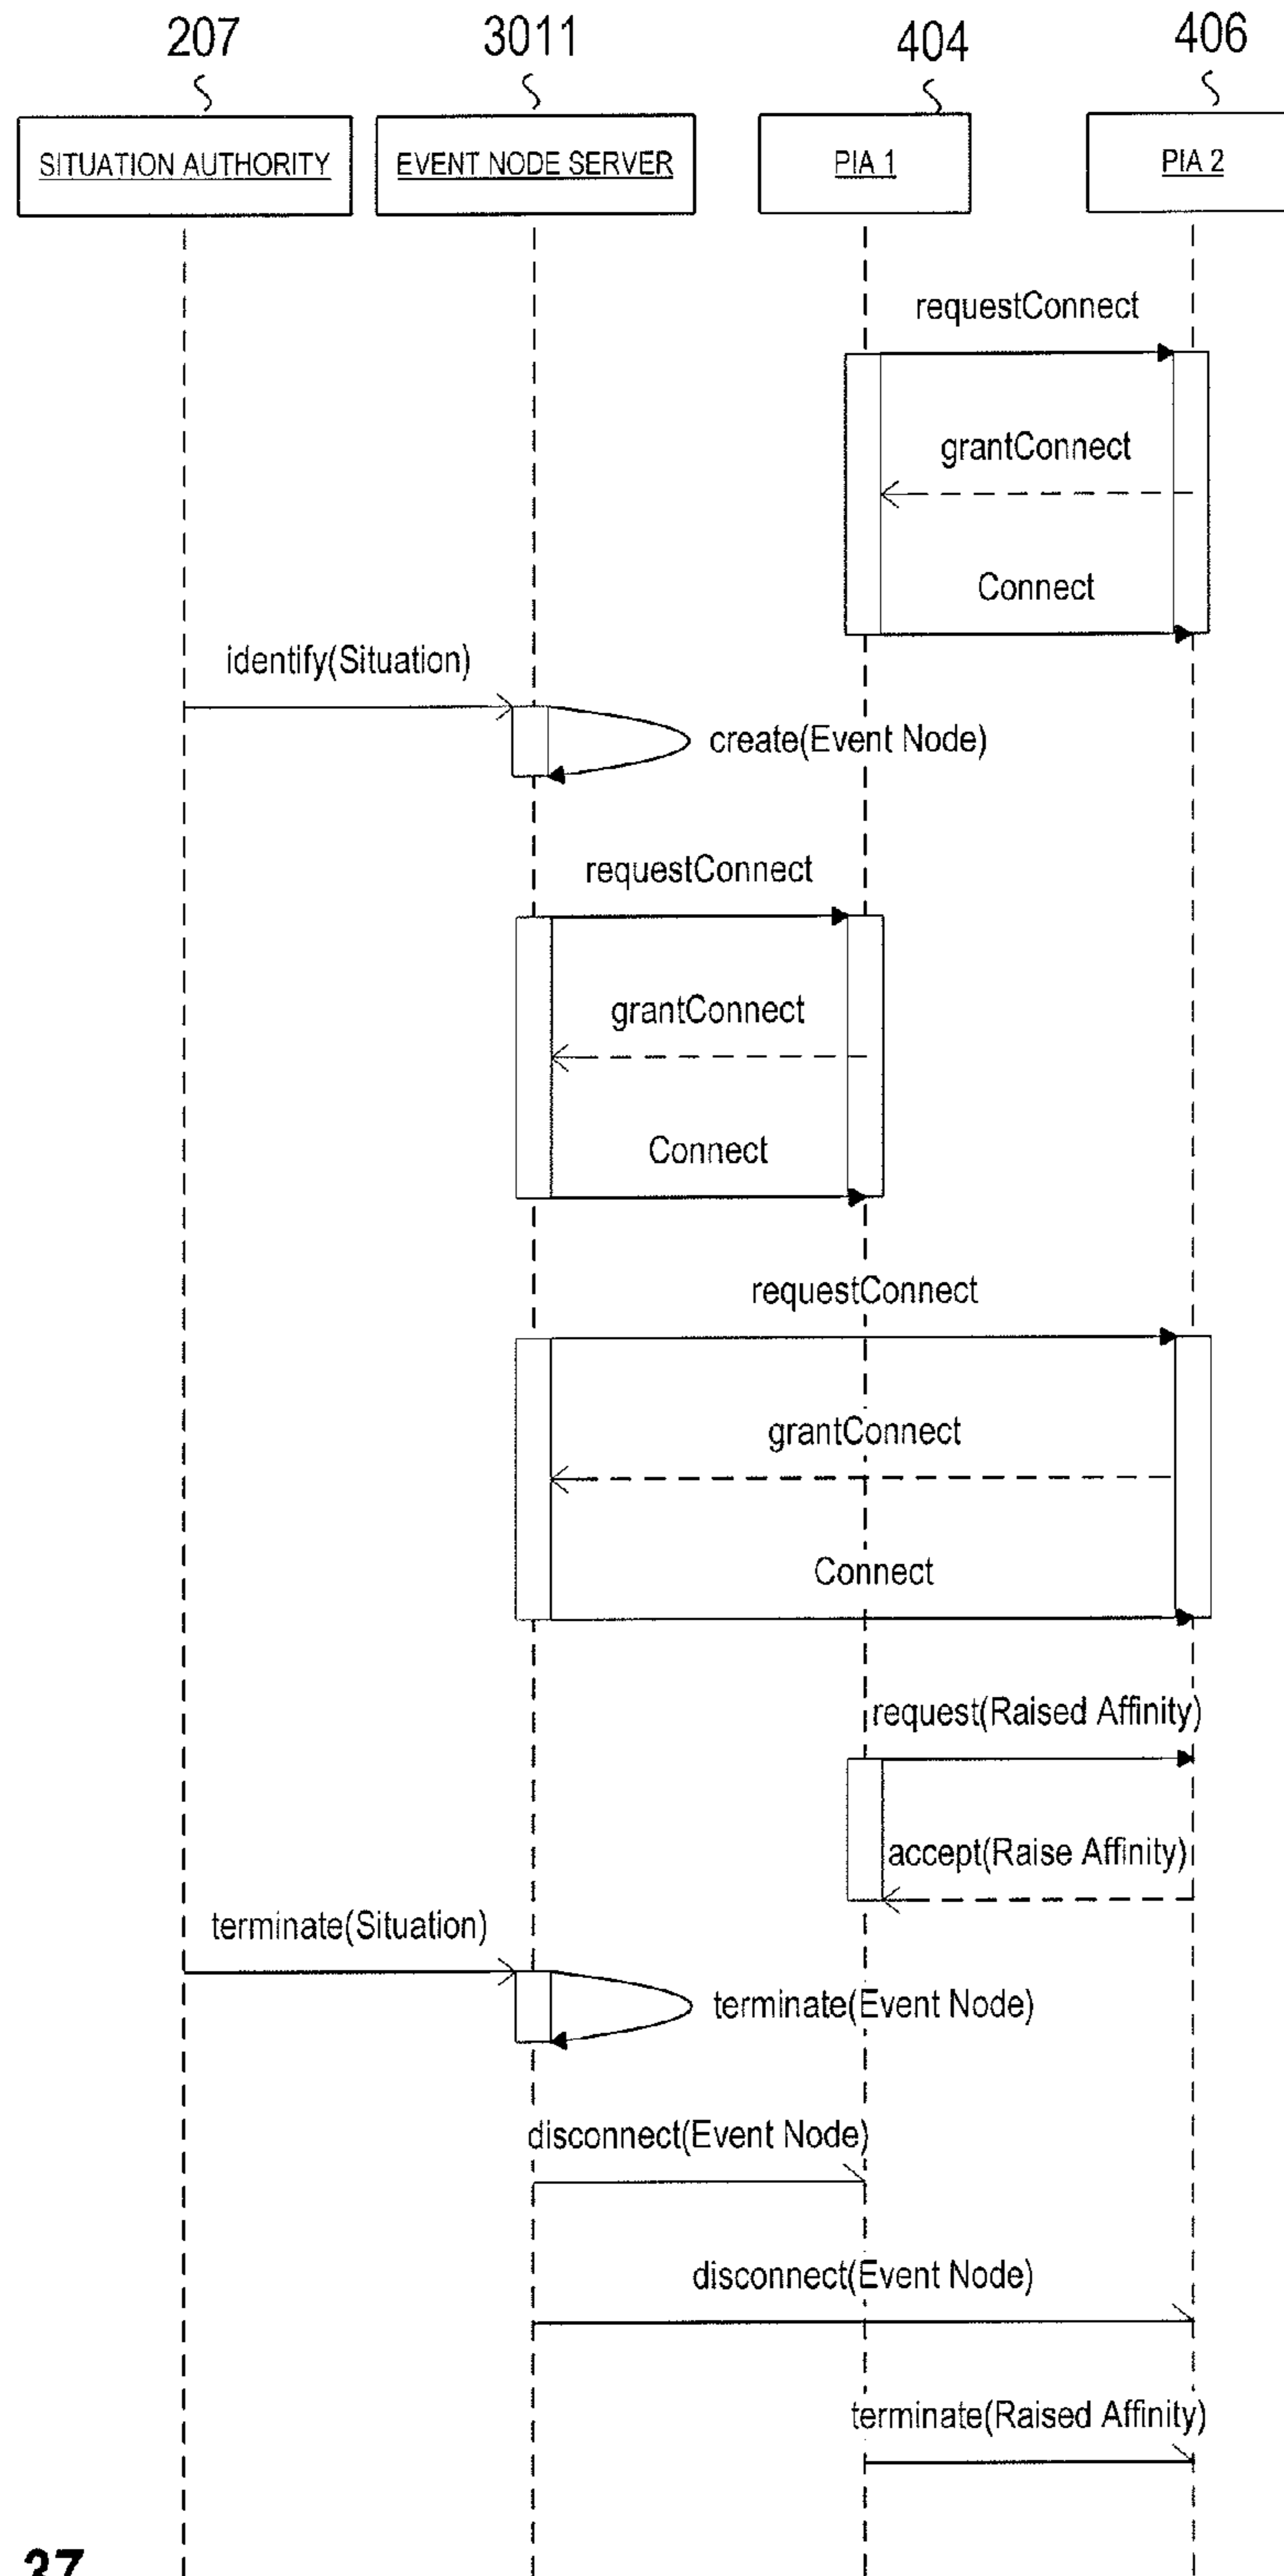 207 3011 404 406
SITUATION AUTHORITY EVENT NODE SERVER PIA 1 PIA 2
requestConnect
grantConnect
Connect
identify(Situation)
create(Event Node)
requestConnect
grantConnect
Connect
requestConnect
grantConnect
Connect
request(Raised Affinity)
accept(Raise Affinity)
terminate(Situation)
terminate(Event Node)
disconnect(Event Node)
disconnect(Event Node)
terminate(Raised Affinity)
37